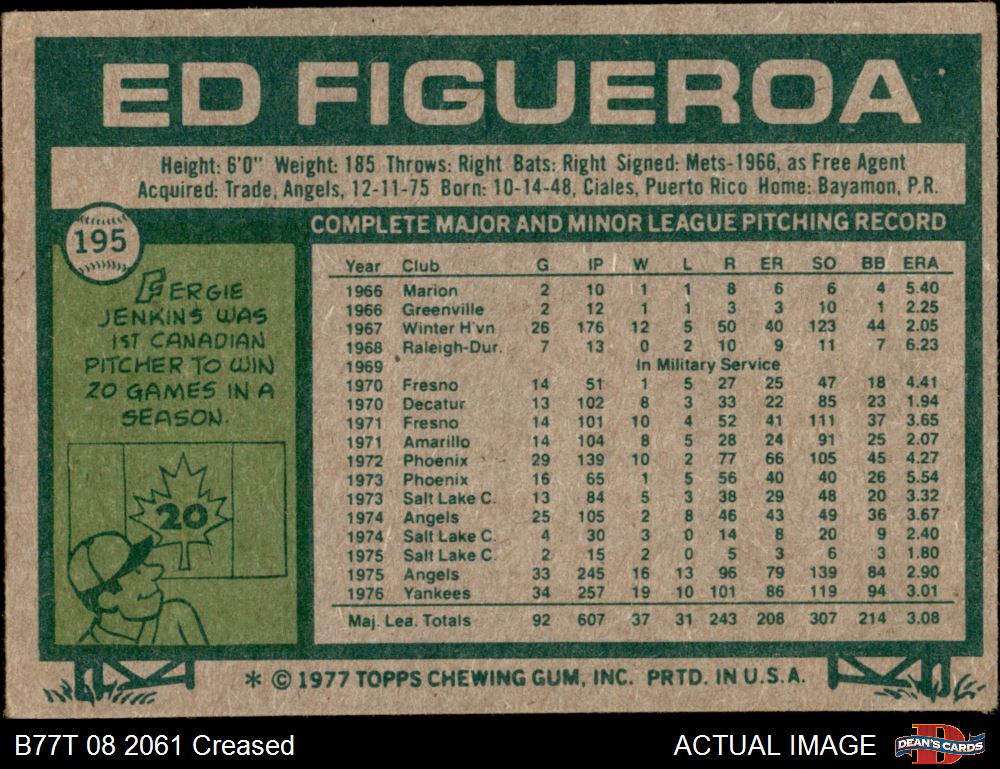 ED FIGUEROA
Height: 6'0" Weight: 185 Throws: Right Bats: Right Signed: Mets-1966, as Free Agent
Acquired: Trade, Angels, 12-11-75 Born: 10-14-48, Ciales, Puerto Rico Home: Bayamon, P.R.
195
FERGIE
JENKINS WAS
1ST CANADIAN
PITCHER TO WIN
20 GAMES IN A
SEASON.
20
COMPLETE MAJOR AND MINOR LEAGUE PITCHING RECORD
Year Club G IP W L R ER SO BB ERA
1966 Marion 2 10 1 1 8 6 6 4 5.40
1966 Greenville 2 12 1 1 3 3 10 1 2.25
1967 Winter H'vn 26 176 12 5 50 40 123 44 2.05
1968 Raleigh-Dur. 7 13 0 2 10 9 11 7 6.23
1969 In Military Service
1970 Fresno 14 51 1 5 27 25 47 18 4.41
1970 Decatur 13 102 8 3 33 22 85 23 1.94
1971 Fresno 14 101 10 4 52 41 111 37 3.65
1971 Amarillo 14 104 8 5 28 24 91 25 2.07
1972 Phoenix 29 139 10 2 77 66 105 45 4.27
1973 Phoenix 16 65 1 5 56 40 40 26 5.54
1973 Salt Lake C. 13 84 5 3 38 29 48 20 3.32
1974 Angels 25 105 2 8 46 43 49 36 3.67
1974 Salt Lake C. 4 30 3 0 14 8 20 9 2.40
1975 Salt Lake C. 2 15 2 0 5 3 6 3 1.80
1975 Angels 33 245 16 13 96 79 139 84 2.90
1976 Yankees 34 257 19 10 101 86 119 94 3.01
Maj. Lea. Totals 92 607 37 31 243 208 307 214 3.08
* © 1977 TOPPS CHEWING GUM, INC. PRTD. IN U.S.A.
B77T 08 2061 Creased
ACTUAL IMAGE
D
DEAN'S CARDS